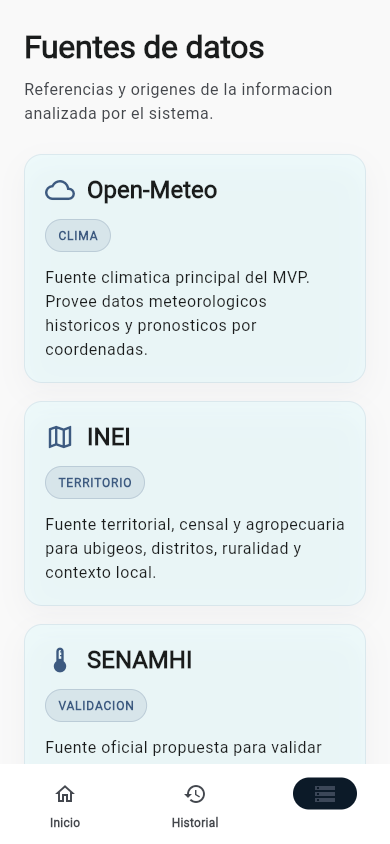 Fuentes de datos
Referencias y origenes de la informacion
analizada por el sistema.
Open-Meteo
CLIMA
Fuente climatica principal del MVP.
Provee datos meteorologicos
historicos y pronosticos por
coordenadas.
INEI
TERRITORIO
Fuente territorial, censal y agropecuaria
para ubigeos, distritos, ruralidad y
contexto local.
SENAMHI
VALIDACION
Fuente oficial propuesta para validar
Inicio
Historial